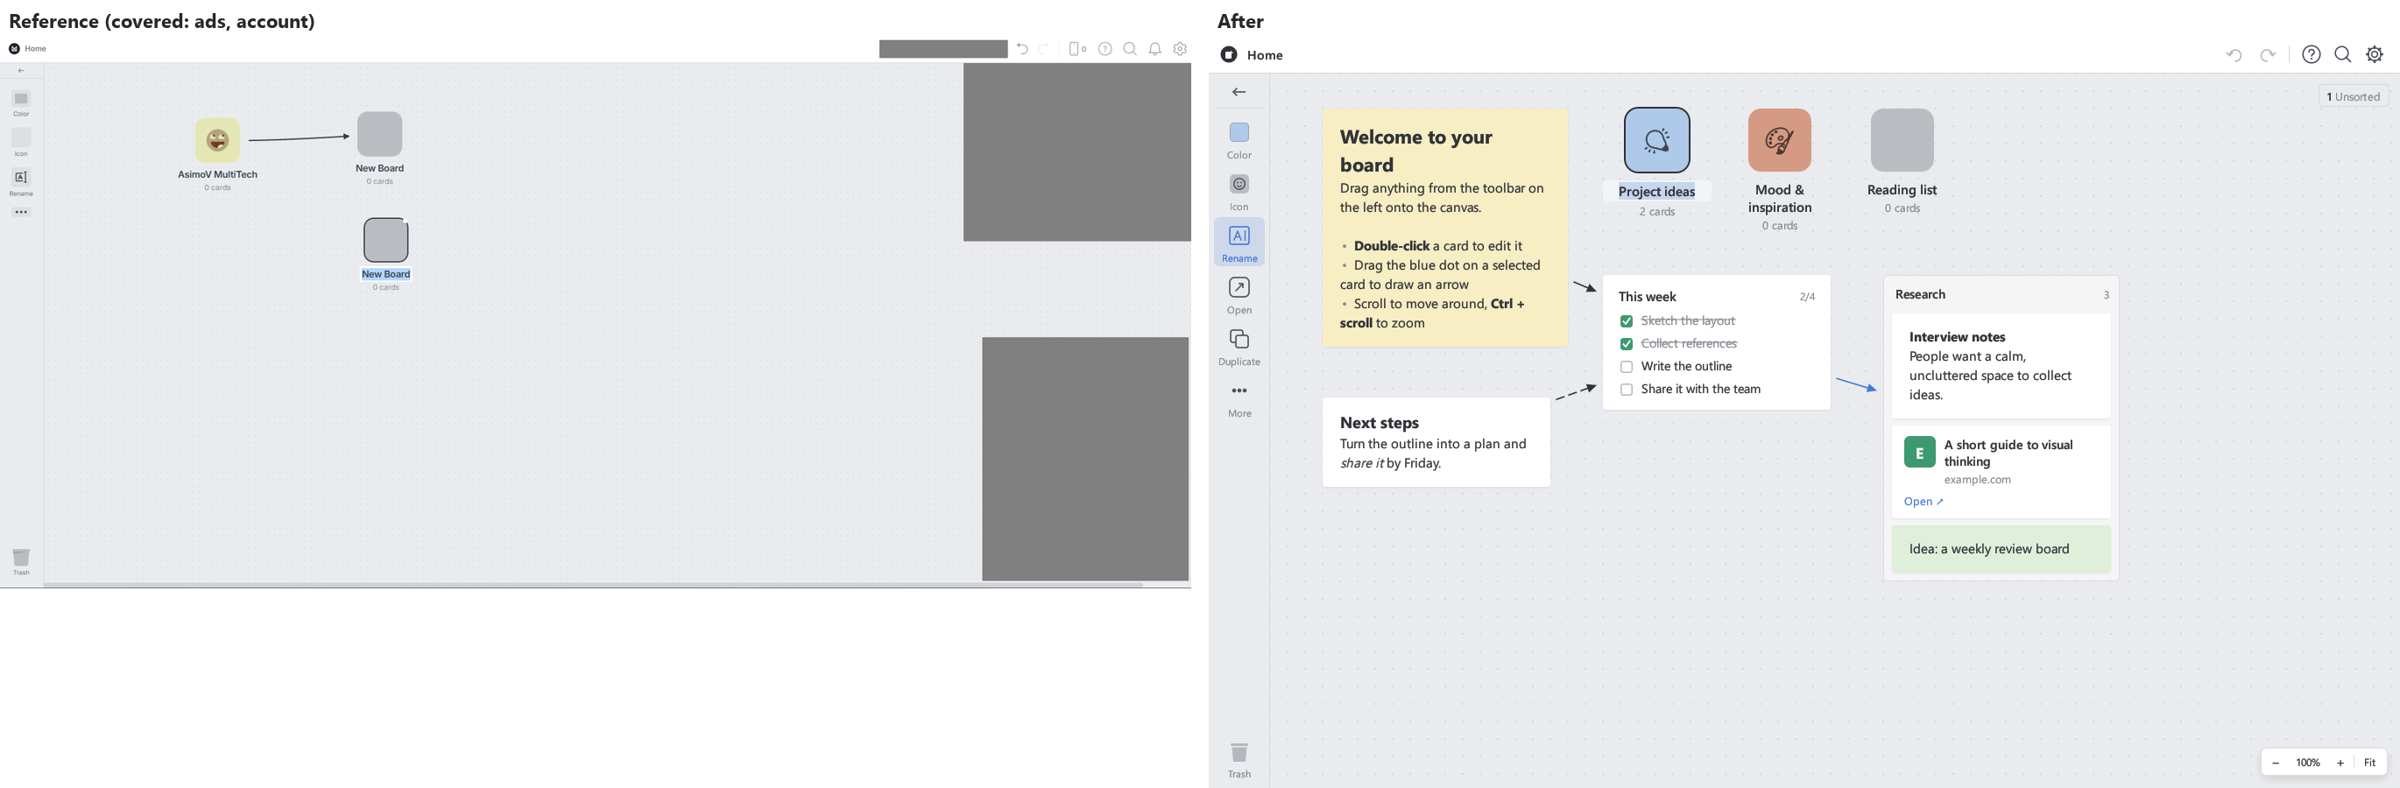 Reference (covered: ads, account)
Home
0
Color
Icon
Rename
Trash
AsimoV MultiTech
0 cards
New Board
0 cards
New Board
0 cards
After
Home
1 Unsorted
Color
Icon
AI
Rename
Open
Duplicate
More
Trash
Welcome to your
board
Drag anything from the toolbar on
the left onto the canvas.
• Double-click a card to edit it
• Drag the blue dot on a selected
card to draw an arrow
• Scroll to move around, Ctrl +
scroll to zoom
Next steps
Turn the outline into a plan and
share it by Friday.
Project ideas
2 cards
Mood &
inspiration
0 cards
Reading list
0 cards
This week 2/4
Sketch the layout
Collect references
Write the outline
Share it with the team
Research 3
Interview notes
People want a calm,
uncluttered space to collect
ideas.
E
A short guide to visual
thinking
example.com
Open ↗
Idea: a weekly review board
− 100% + Fit